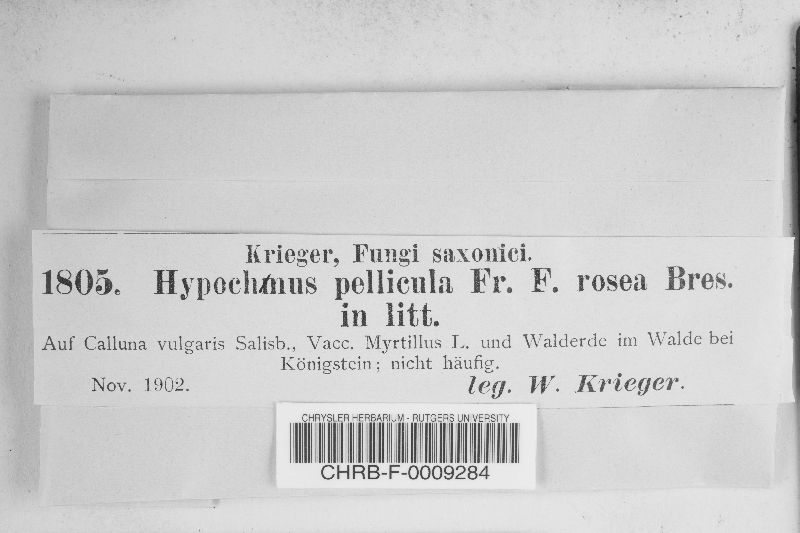 Krieger, Fungi saxonici.
1805. Hypochnus pellicula Fr. F. rosea Bres.
in litt.
Auf Calluna vulgaris Salisb., Vacc. Myrtillus L. und Walderde im Walde bei
Königstein; nicht häufig.
Nov. 1902. leg. W. Krieger.
CHRYSLER HERBARIUM - RUTGERS UNIVERSITY
CHRB-F-0009284